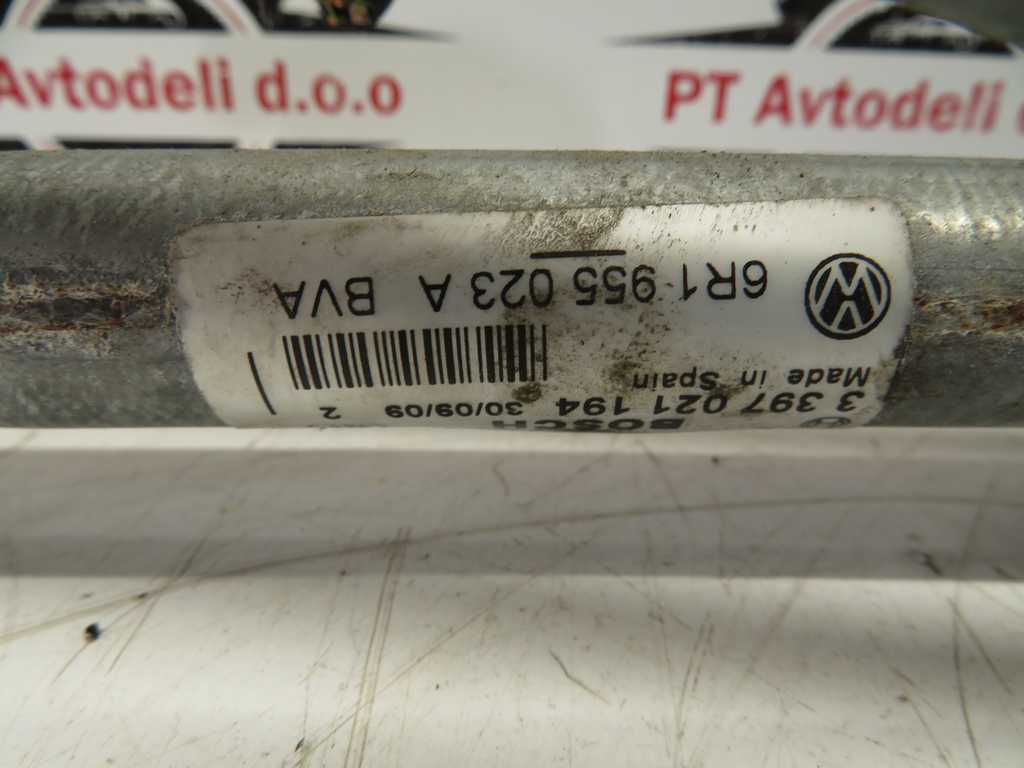 Avtodeli d.o.o
PT Avtodeli
BOSCH
3 397 021 194 30/09/09 2
Made in Spain
6R1 955 023 A BVA